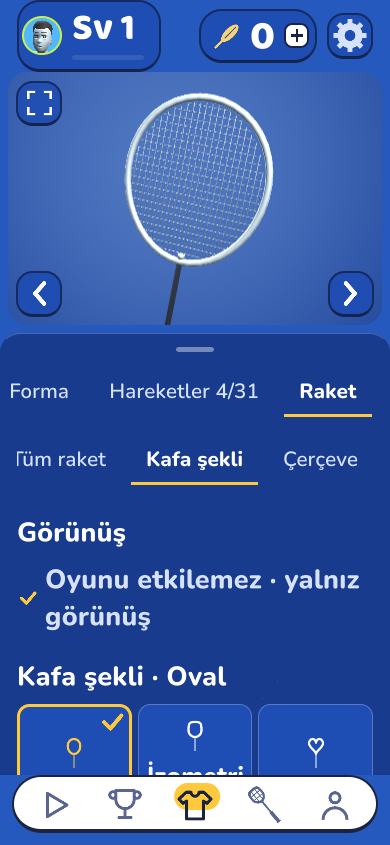 Sv 1
0
Forma Hareketler 4/31 Raket
Tüm raket Kafa şekli Çerçeve
Görünüş
Oyunu etkilemez · yalnız
görünüş
Kafa şekli · Oval